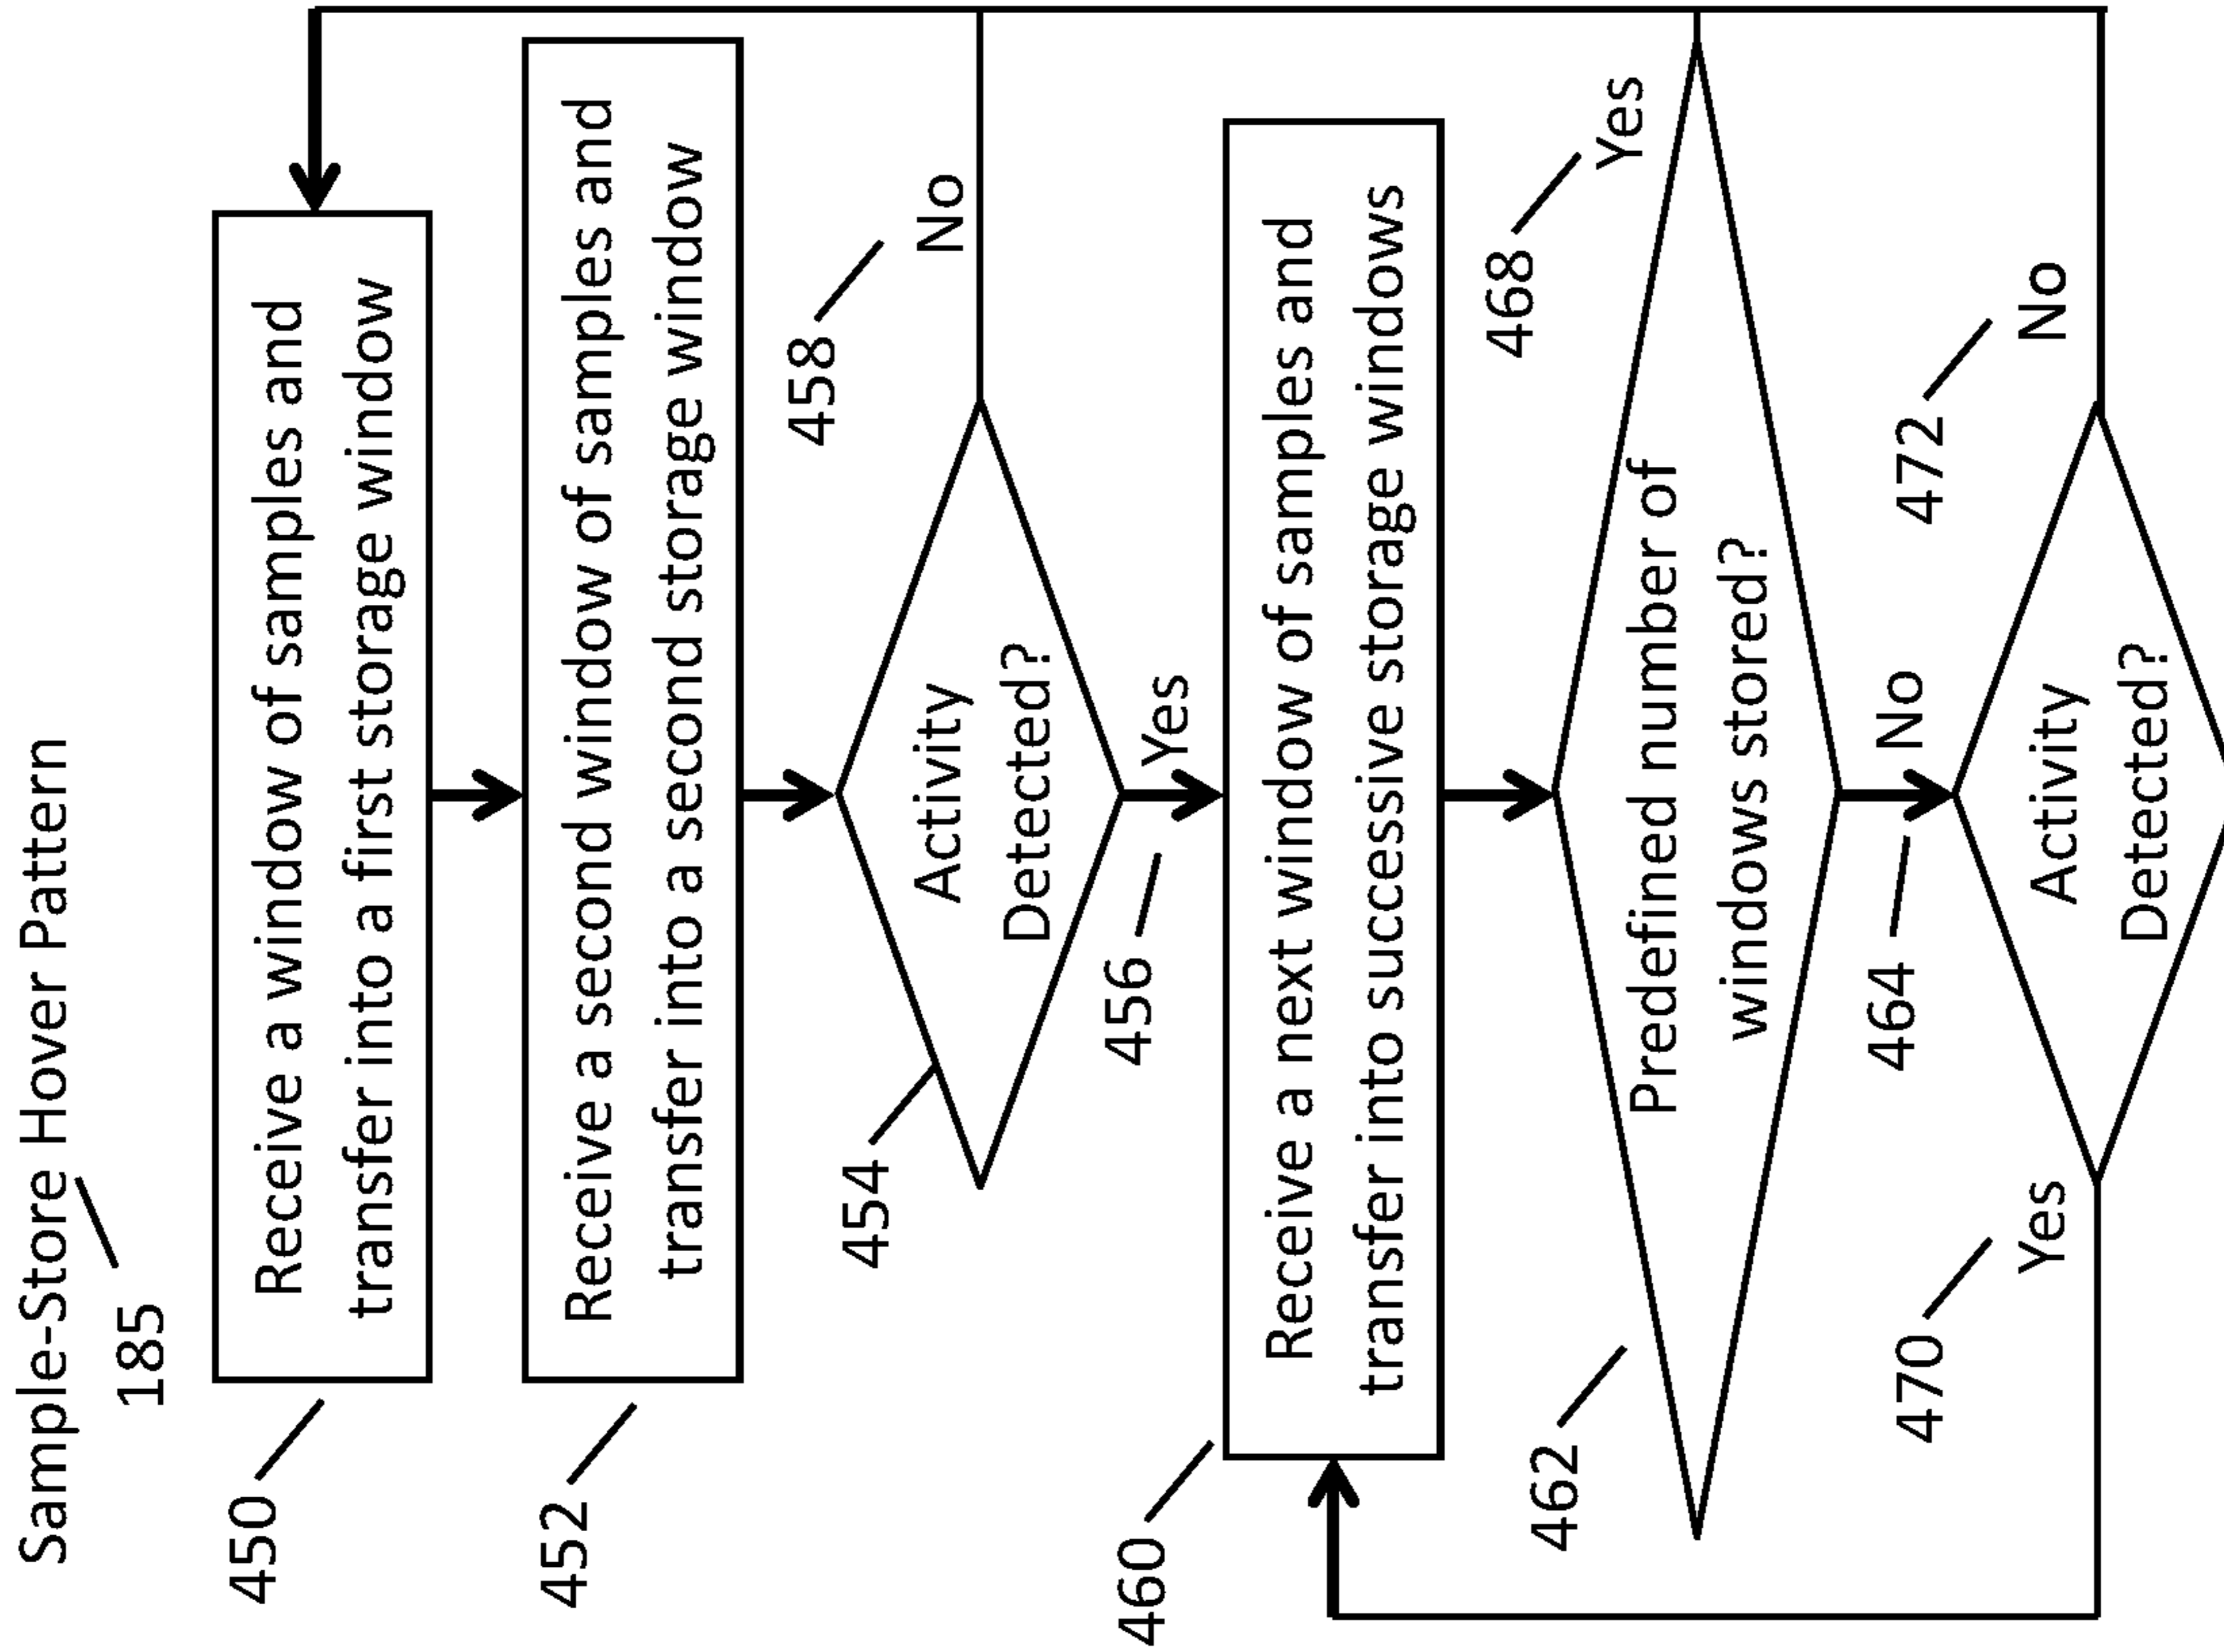 Sample-Store Hover Pattern
185
450
Receive a window of samples and
transfer into a first storage window
452
Receive a second window of samples and
transfer into a second storage window
454
Activity
Detected?
458
No
456
Yes
460
Receive a next window of samples and
transfer into successive storage windows
462
Predefined number of
windows stored?
468
Yes
464
No
470
Yes
Activity
Detected?
472
No